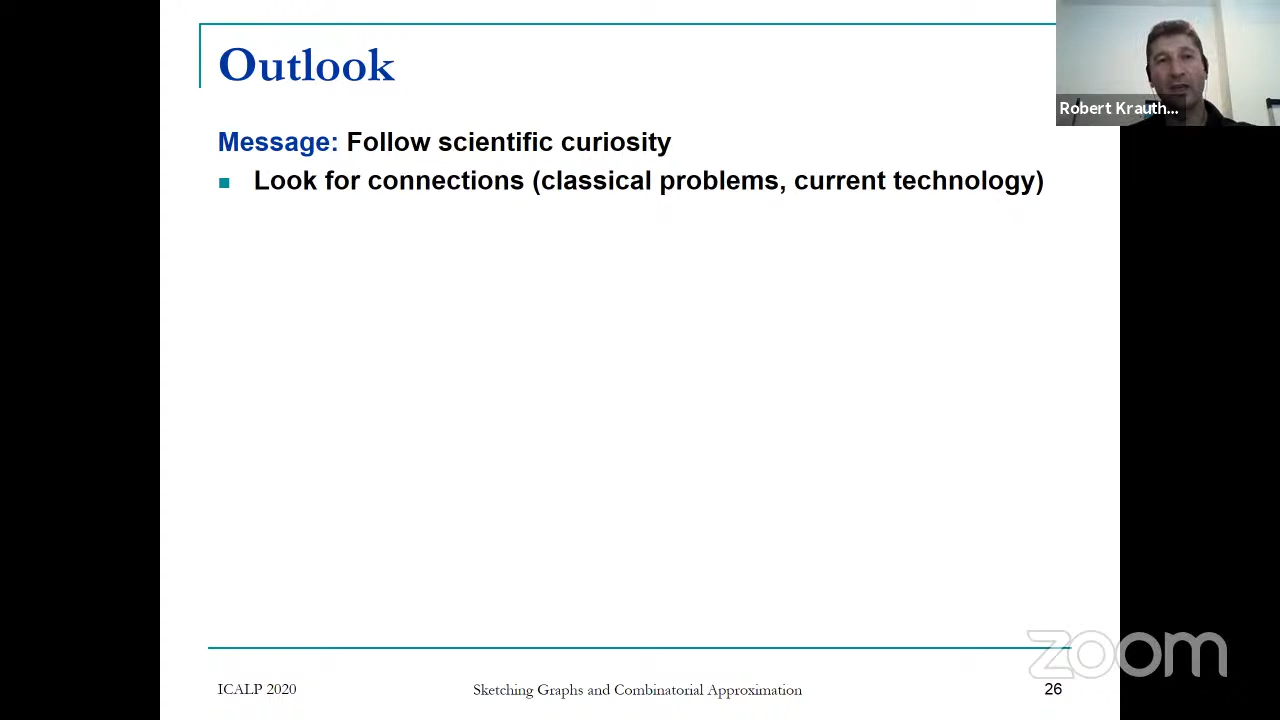 Outlook
Robert Krauth...
Message: Follow scientific curiosity
Look for connections (classical problems, current technology)
zoom
ICALP 2020
Sketching Graphs and Combinatorial Approximation
26